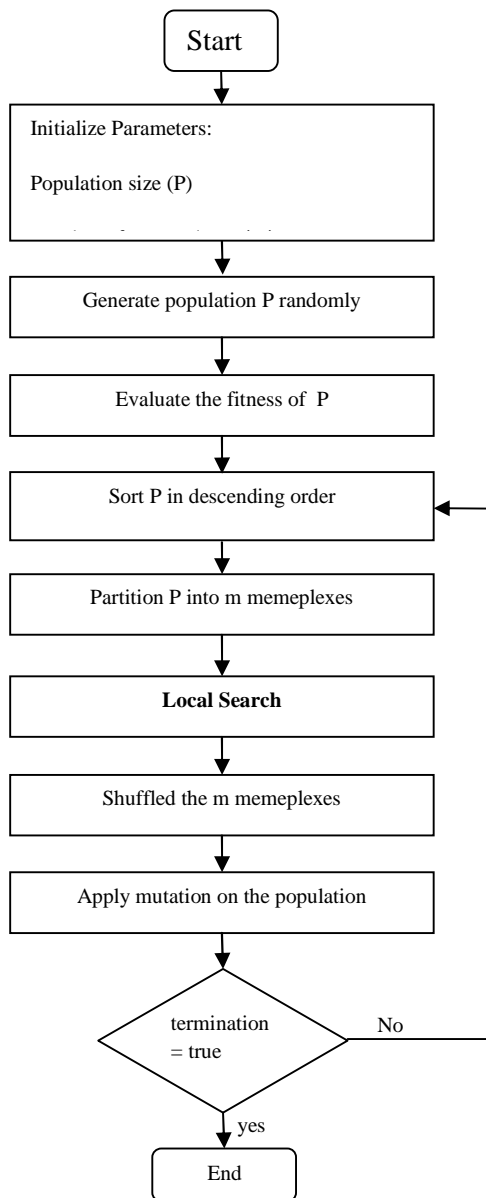 Start
Initialize Parameters:
Population size (P)
Generate population P randomly
Evaluate the fitness of P
Sort P in descending order
Partition P into m memeplexes
Local Search
Shuffled the m memeplexes
Apply mutation on the population
termination
= true
No
yes
End